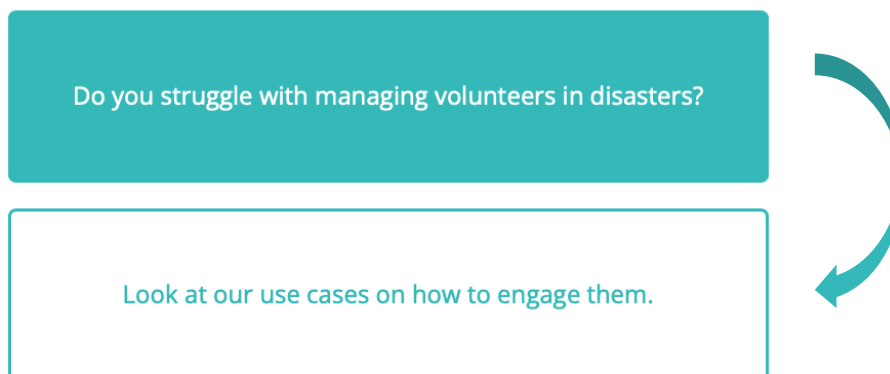 Do you struggle with managing volunteers in disasters?
Look at our use cases on how to engage them.